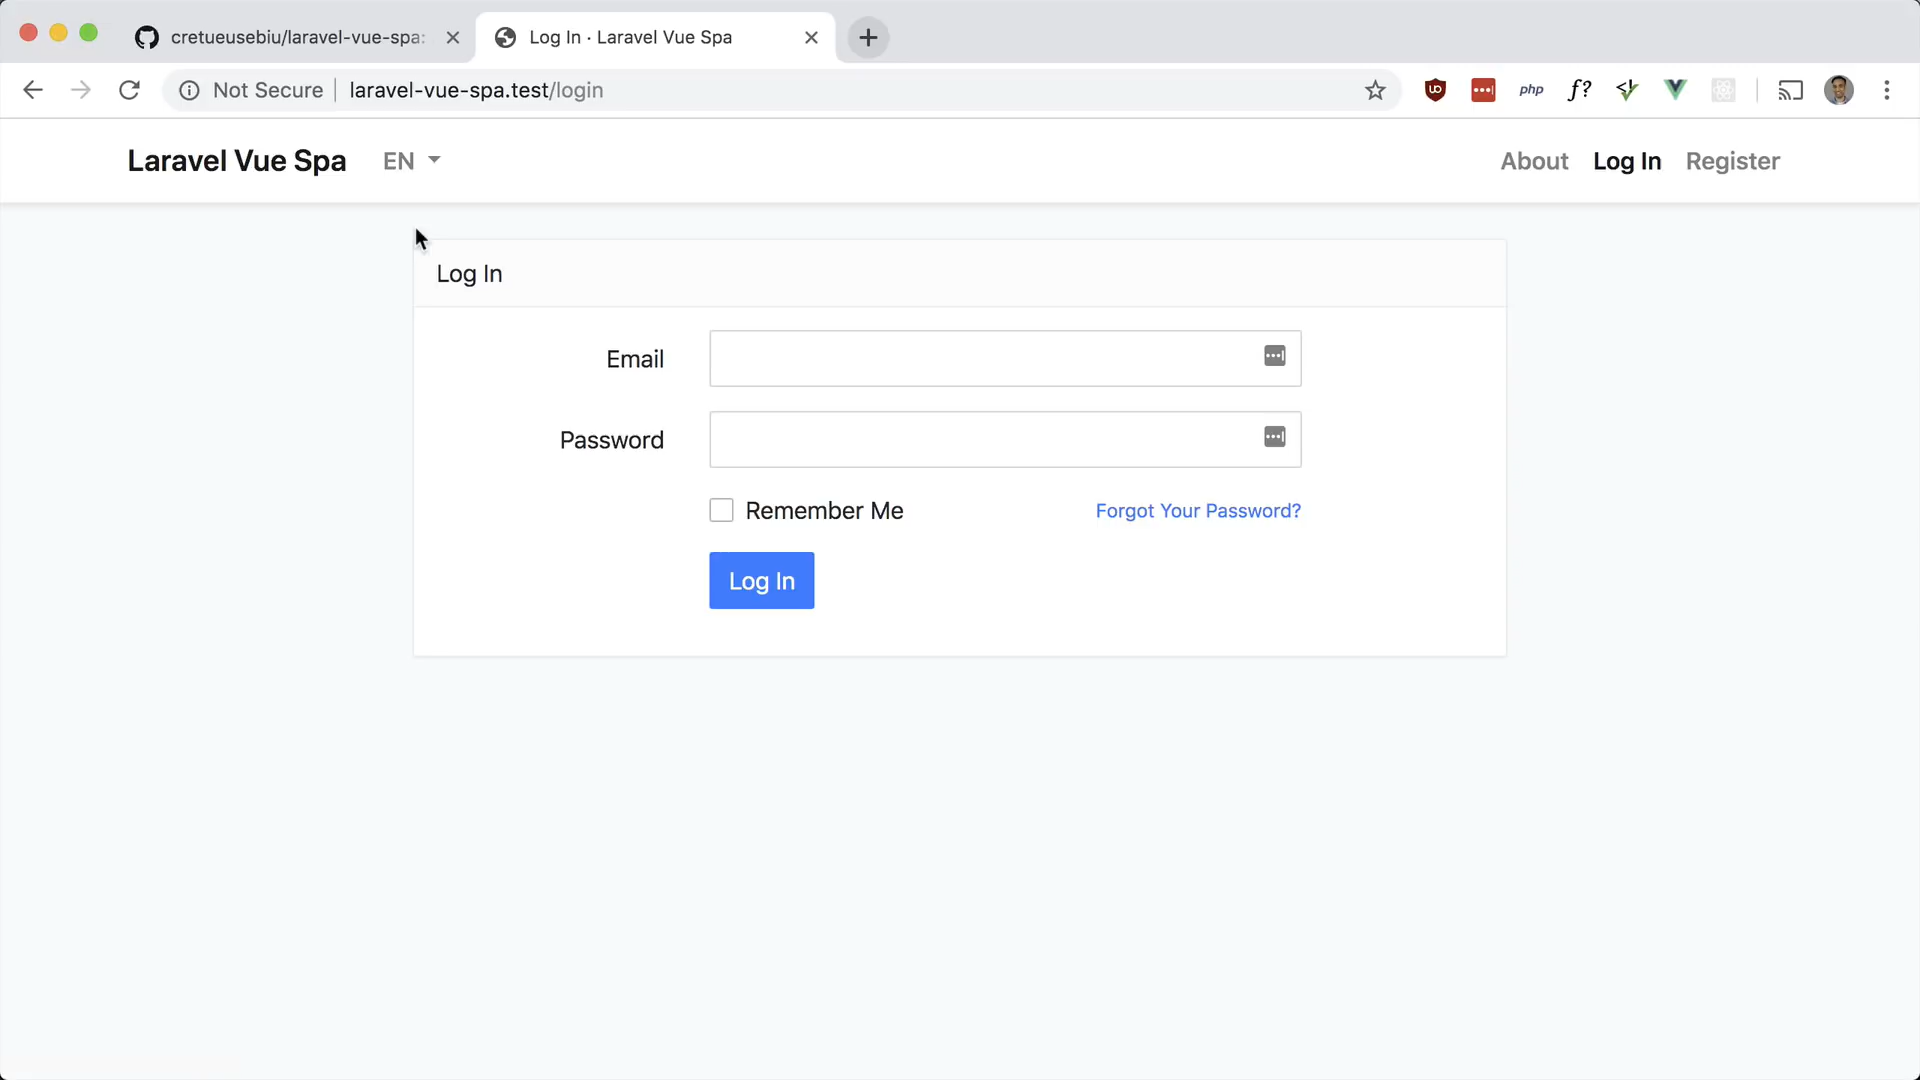 cretueusebiu/laravel-vue-spa:
Log In · Laravel Vue Spa
Not Secure
laravel-vue-spa.test/login
php
f?
Laravel Vue Spa
EN
About
Log In
Register
Log In
Email
Password
Remember Me
Forgot Your Password?
Log In